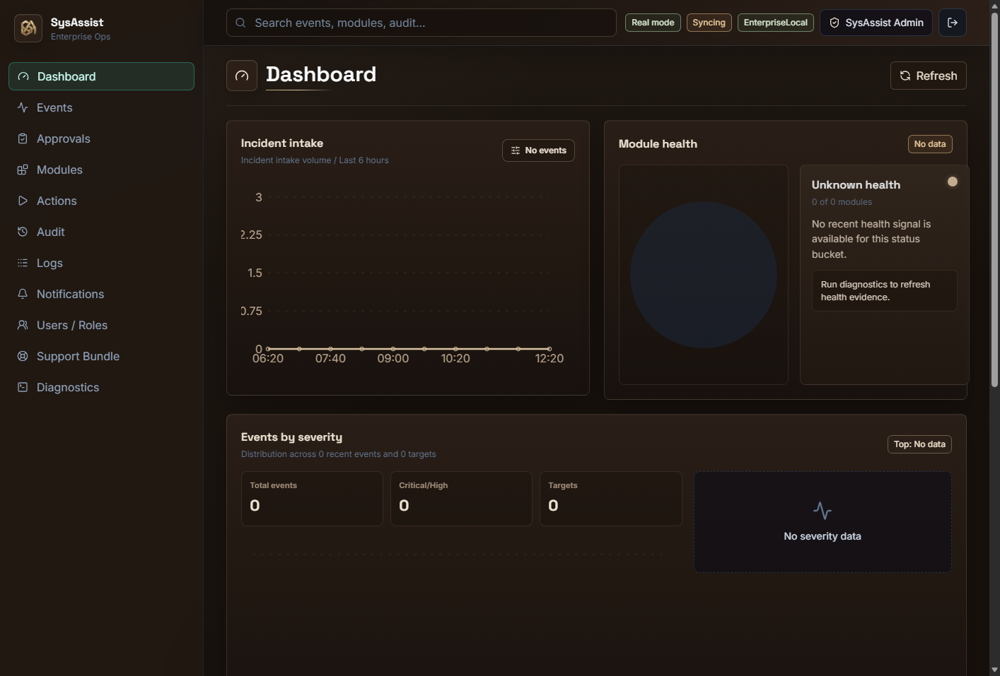 SysAssist
Enterprise Ops
Dashboard
Events
Approvals
Modules
Actions
Audit
Logs
Notifications
Users / Roles
Support Bundle
Diagnostics
Search events, modules, audit...
Real mode
Syncing
EnterpriseLocal
SysAssist Admin
Dashboard
Refresh
Incident intake
Incident intake volume / Last 6 hours
No events
3
2.25
1.5
0.75
0
06:20
07:40
09:00
10:20
12:20
Module health
No data
Unknown health
0 of 0 modules
No recent health signal is
available for this status
bucket.
Run diagnostics to refresh
health evidence.
Events by severity
Distribution across 0 recent events and 0 targets
Top: No data
Total events
0
Critical/High
0
Targets
0
No severity data